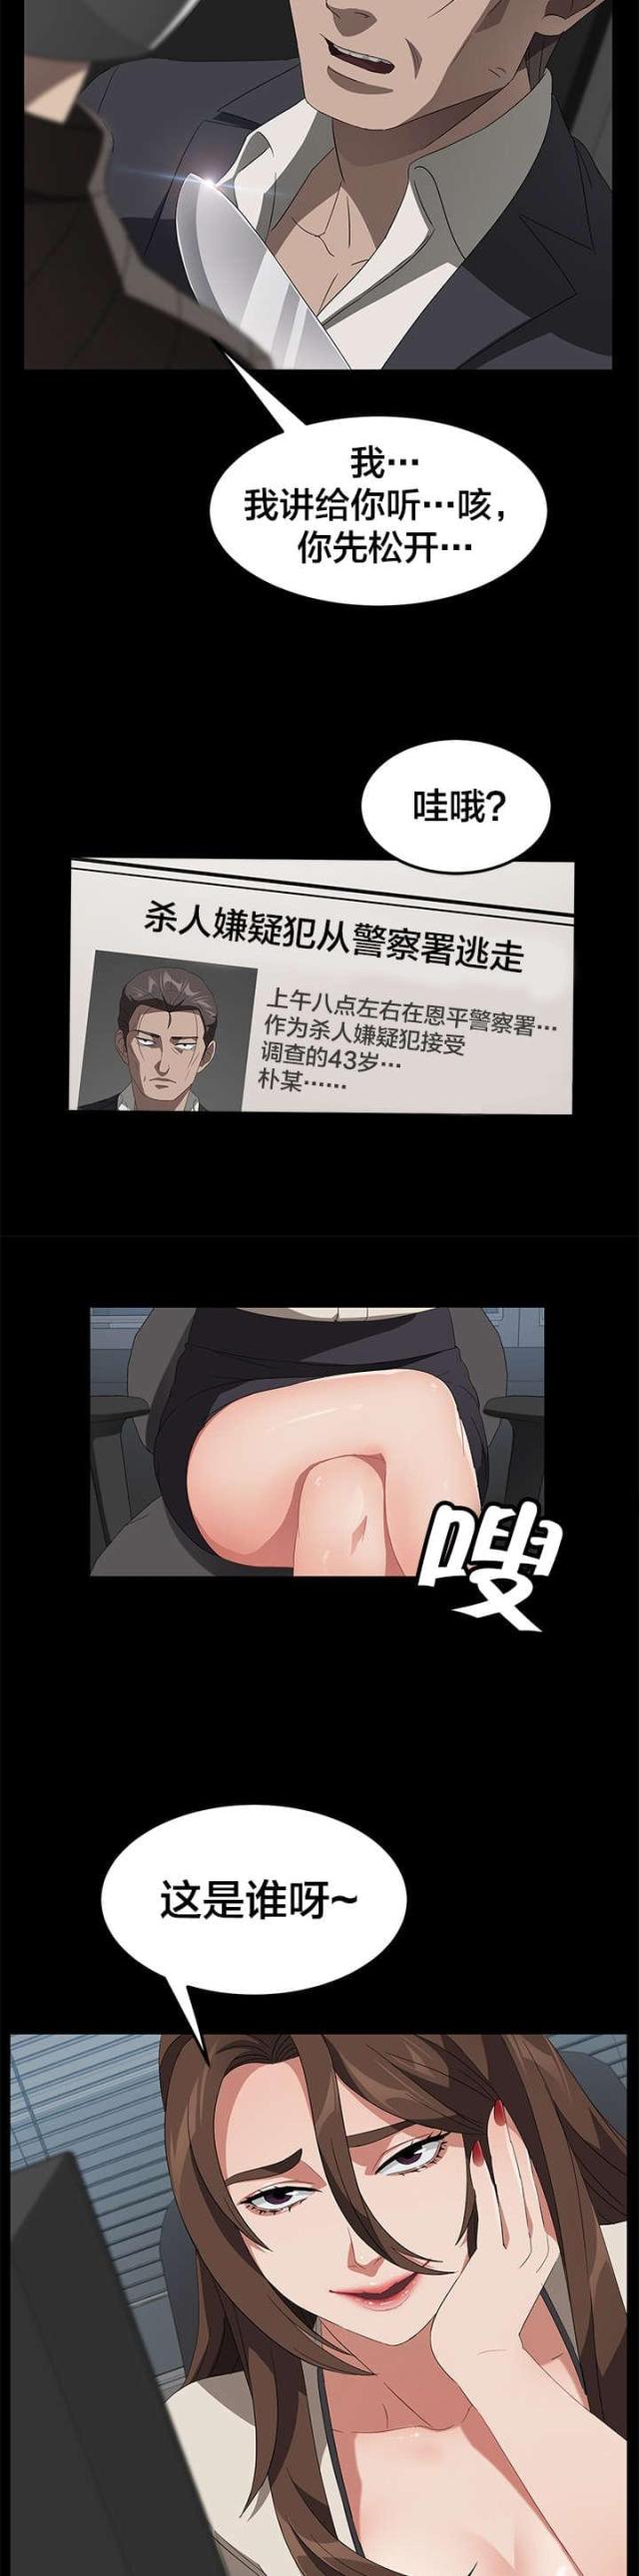 我…
我讲给你听…咳，
你先松开…
哇哦？
杀人嫌疑犯从警察署逃走
上午八点左右在恩平警察署…
作为杀人嫌疑犯接受
调查的43岁…
朴某……
嗖
这是谁呀~